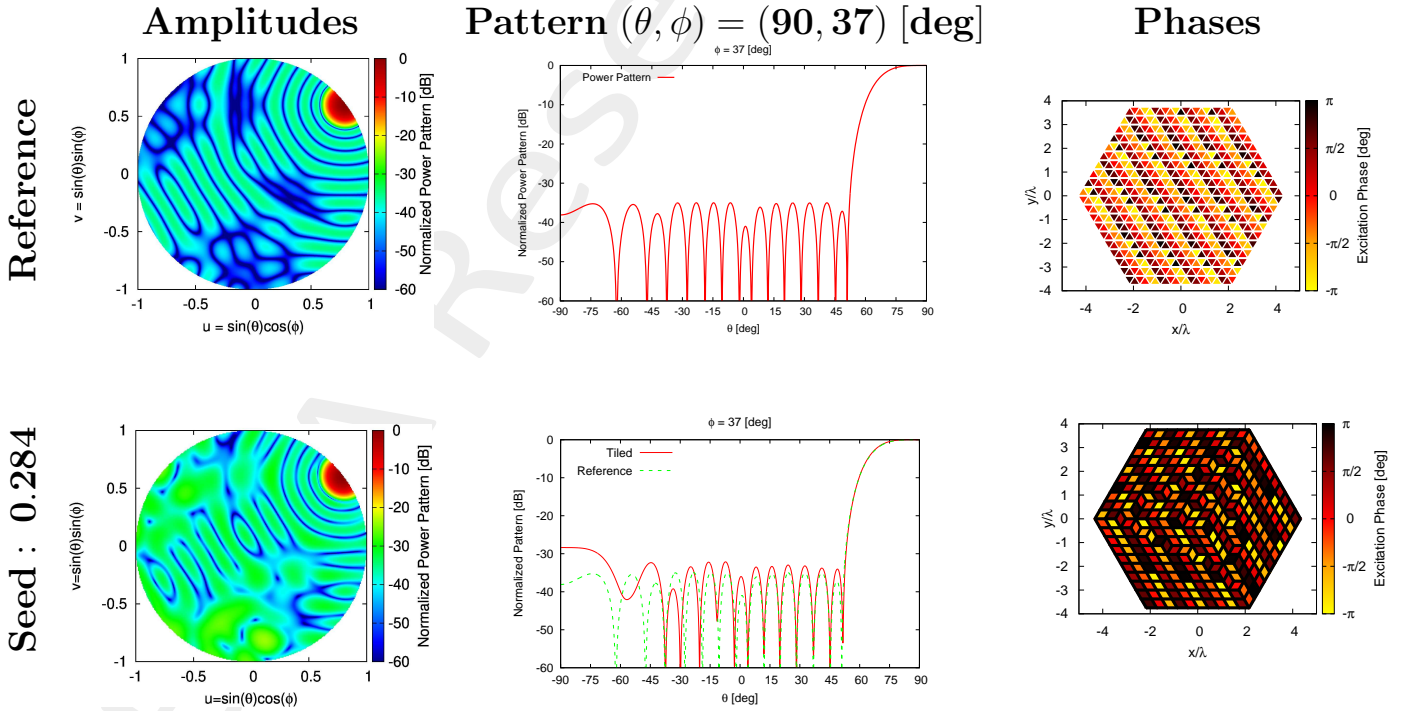 Amplitudes
Pattern (θ, ϕ) = (90, 37) [deg]
Phases
Reference
1
0.5
0
-0.5
-1
-1 -0.5 0 0.5 1
v = sin(θ)sin(ϕ)
u = sin(θ)cos(ϕ)
0
-10
-20
-30
-40
-50
-60
Normalized Power Pattern [dB]
ϕ = 37 [deg]
Power Pattern
0
-10
-20
-30
-40
-50
-60
Normalized Power Pattern [dB]
-90 -75 -61 -45 -30 -15 0 15 30 45 60 75 90
θ [deg]
4
3
2
1
0
-1
-2
-3
-4
y/λ
-4 -2 0 2 4
x/λ
π
π/2
0
-π/2
-π
Excitation Phase [deg]
Seed : 0.284
1
0.5
0
-0.5
-1
-1 -0.5 0 0.5 1
v=sin(θ)sin(ϕ)
u=sin(θ)cos(ϕ)
0
-10
-20
-30
-40
-50
-60
Normalized Power Pattern [dB]
ϕ = 37 [deg]
Tiled
Reference
0
-10
-20
-30
-40
-50
-60
Normalized Pattern [dB]
-90 -75 -60 -45 -30 -15 0 15 30 45 60 75 90
θ [deg]
4
3
2
1
0
-1
-2
-3
-4
y/λ
-4 -2 0 2 4
x/λ
π
π/2
0
-π/2
-π
Excitation Phase [deg]